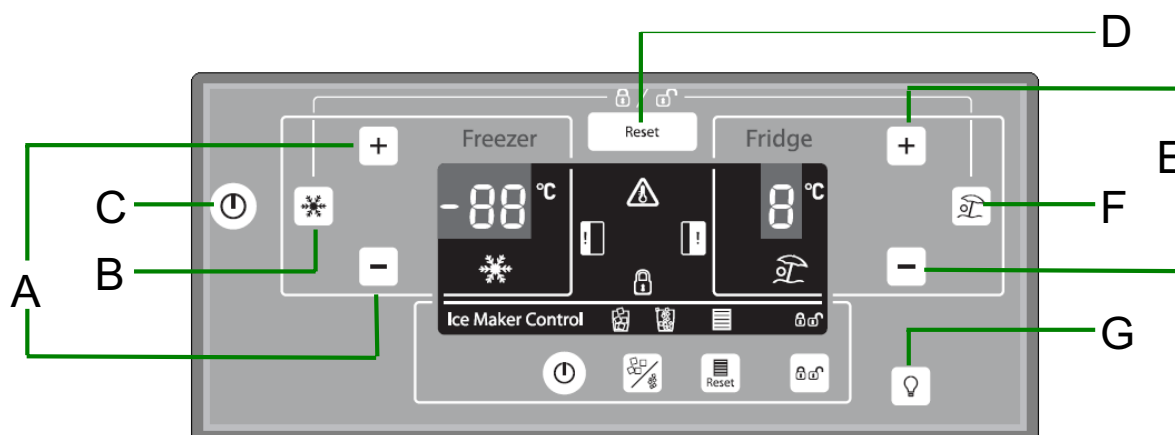 D
Reset
Freezer
Fridge
E
-88 °C
8 °C
C
F
B
A
Ice Maker Control
G
Reset